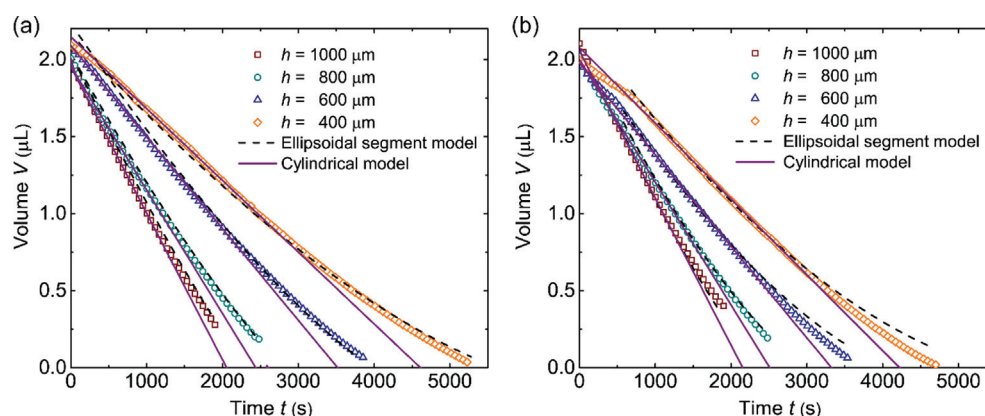 (a)
2.0
1.5
1.0
0.5
0.0
Volume V (μL)
h = 1000 μm
h = 800 μm
h = 600 μm
h = 400 μm
Ellipsoidal segment model
Cylindrical model
0 1000 2000 3000 4000 5000
Time t (s)
(b)
2.0
1.5
1.0
0.5
0.0
Volume V (μL)
h = 1000 μm
h = 800 μm
h = 600 μm
h = 400 μm
Ellipsoidal segment model
Cylindrical model
0 1000 2000 3000 4000 5000
Time t (s)